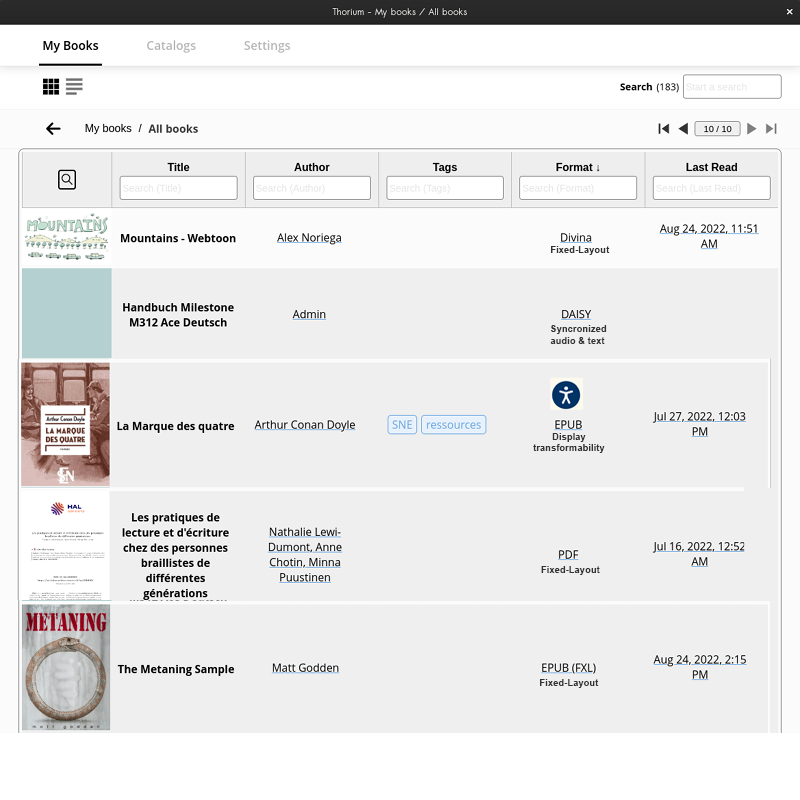 Thorium - My books / All books
×
My Books
Catalogs
Settings
Search (183)
Start a search
My books / All books
10 / 10
Title
Author
Tags
Format ↓
Last Read
Search (Title)
Search (Author)
Search (Tags)
Search (Format)
Search (Last Read)
MOUNTAINS
Mountains - Webtoon
Alex Noriega
Divina
Fixed-Layout
Aug 24, 2022, 11:51
AM
Handbuch Milestone
M312 Ace Deutsch
Admin
DAISY
Syncronized
audio & text
Arthur Conan Doyle
LA MARQUE
DES QUATRE
La Marque des quatre
Arthur Conan Doyle
SNE
ressources
EPUB
Display
transformability
Jul 27, 2022, 12:03
PM
HAL
Les pratiques de
lecture et d'écriture
chez des personnes
braillistes de
différentes
générations
Nathalie Lewi-
Dumont, Anne
Chotin, Minna
Puustinen
PDF
Fixed-Layout
Jul 16, 2022, 12:52
AM
METANING
matt godden
The Metaning Sample
Matt Godden
EPUB (FXL)
Fixed-Layout
Aug 24, 2022, 2:15
PM